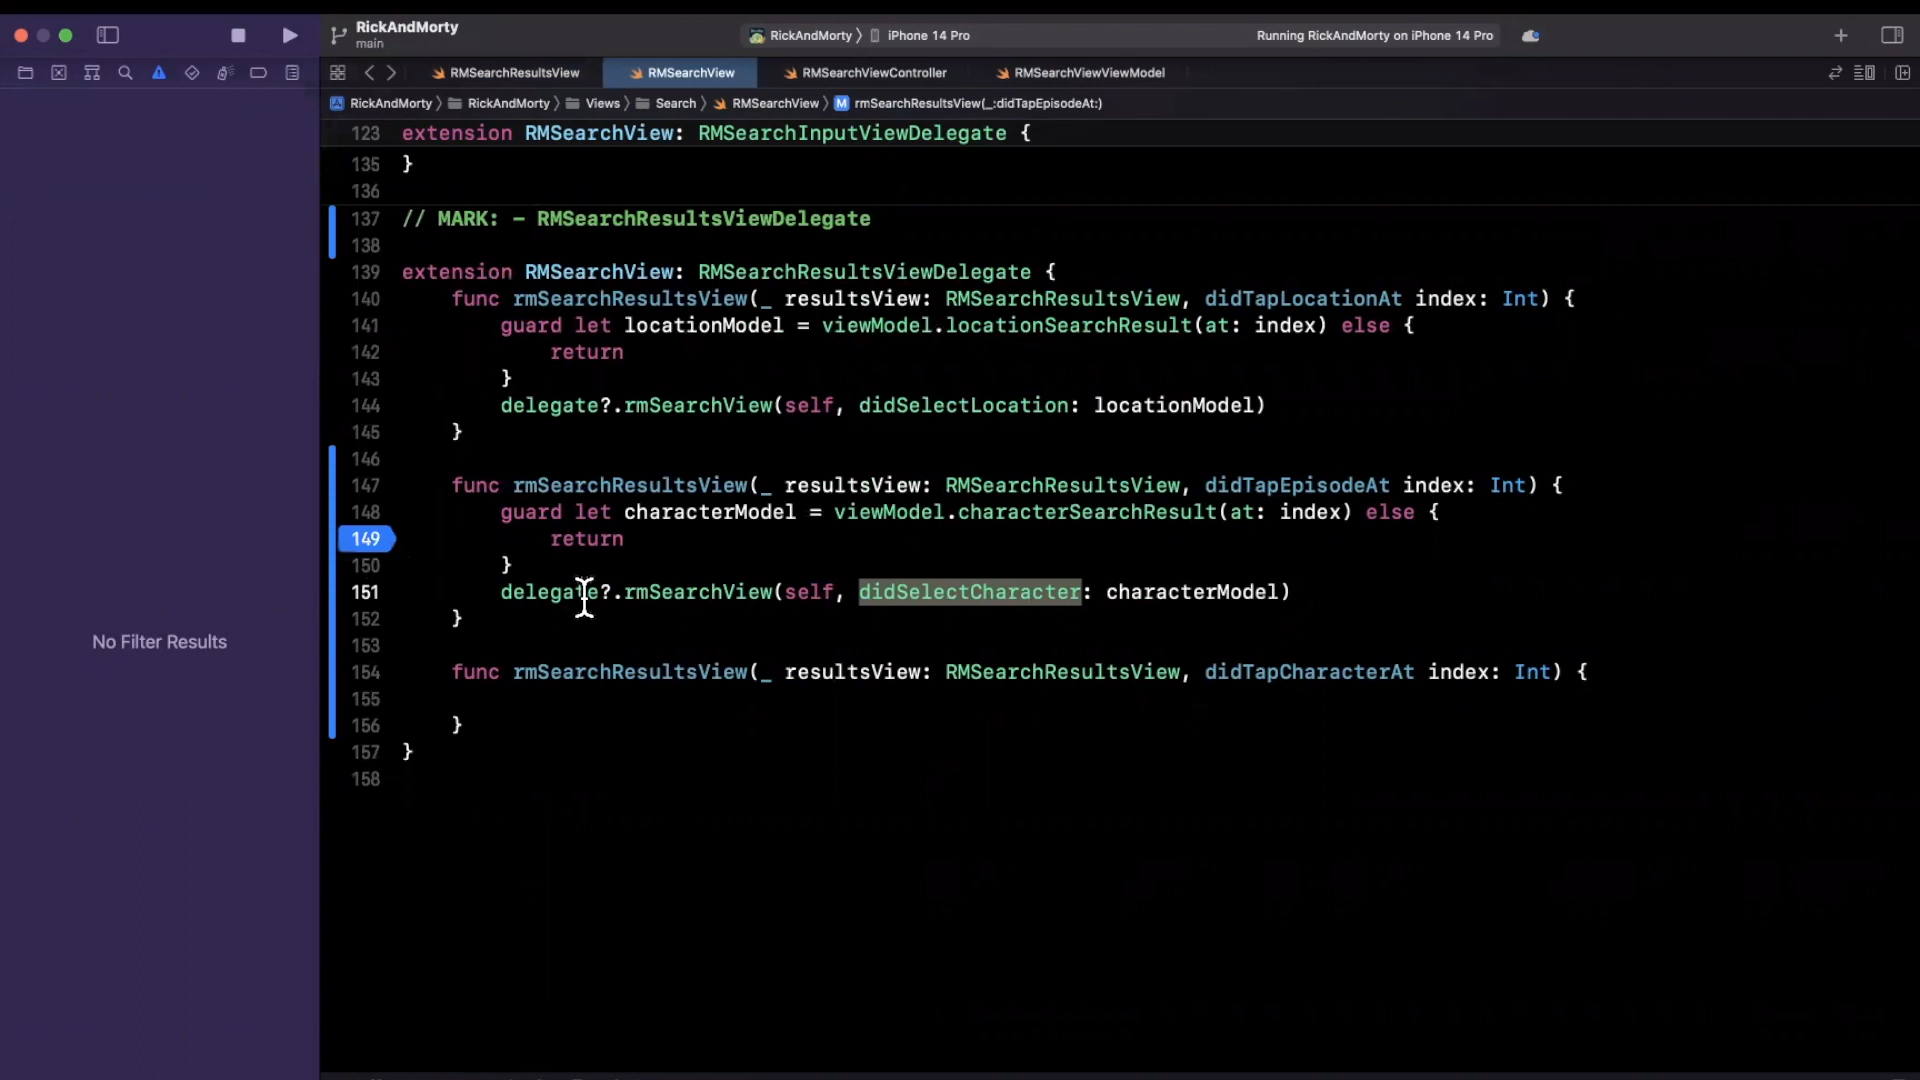 RickAndMorty
main
RickAndMorty 〉 iPhone 14 Pro
Running RickAndMorty on iPhone 14 Pro
RMSearchResultsView
RMSearchView
RMSearchViewController
RMSearchViewViewModel
RickAndMorty 〉 RickAndMorty 〉 Views 〉 Search 〉 RMSearchView 〉 M rmSearchResultsView(_:didTapEpisodeAt:)
No Filter Results
123 extension RMSearchView: RMSearchInputViewDelegate {
135 }
136
137 // MARK: - RMSearchResultsViewDelegate
138
139 extension RMSearchView: RMSearchResultsViewDelegate {
140     func rmSearchResultsView(_ resultsView: RMSearchResultsView, didTapLocationAt index: Int) {
141         guard let locationModel = viewModel.locationSearchResult(at: index) else {
142             return
143         }
144         delegate?.rmSearchView(self, didSelectLocation: locationModel)
145     }
146
147     func rmSearchResultsView(_ resultsView: RMSearchResultsView, didTapEpisodeAt index: Int) {
148         guard let characterModel = viewModel.characterSearchResult(at: index) else {
149             return
150         }
151         delegate?.rmSearchView(self, didSelectCharacter: characterModel)
152     }
153
154     func rmSearchResultsView(_ resultsView: RMSearchResultsView, didTapCharacterAt index: Int) {
155
156     }
157 }
158